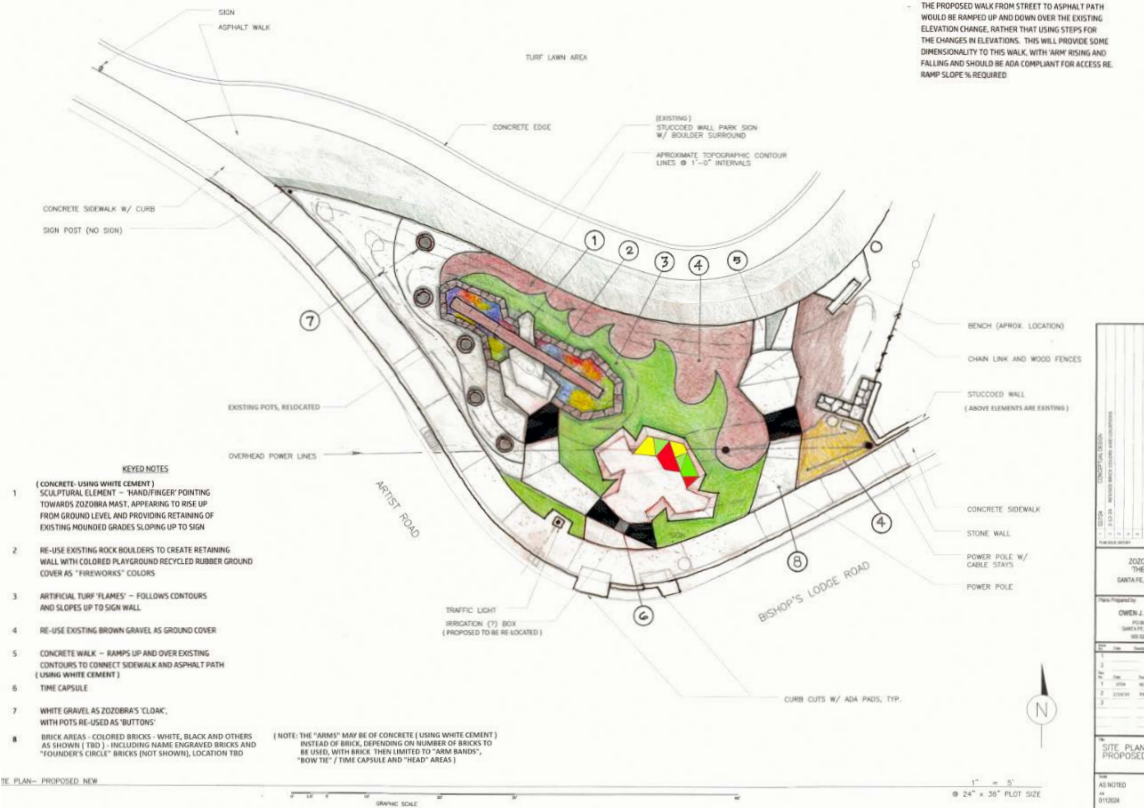 THE PROPOSED WALK FROM STREET TO ASPHALT PATH
WOULD BE RAMPED UP AND DOWN OVER THE EXISTING
ELEVATION CHANGE, RATHER THAT USING STEPS FOR
THE CHANGES IN ELEVATIONS. THIS WILL PROVIDE SOME
DIMENSIONALITY TO THIS WALK, WITH 'ARM' RISING AND
FALLING AND SHOULD BE ADA COMPLIANT FOR ACCESS RE.
RAMP SLOPE % REQUIRED
SIGN
ASPHALT WALK
TURF LAWN AREA
CONCRETE EDGE
(EXISTING)
STUCCOED WALL PARK SIGN
W/ BOULDER SURROUND
APPROXIMATE TOPOGRAPHIC CONTOUR
LINES @ 1'-0" INTERVALS
CONCRETE SIDEWALK W/ CURB
SIGN POST (NO SIGN)
1
2
3
4
5
7
BENCH (APROX. LOCATION)
CHAIN LINK AND WOOD FENCES
STUCCOED WALL
( ABOVE ELEMENTS ARE EXISTING )
EXISTING POTS, RELOCATED
OVERHEAD POWER LINES
ARTIST ROAD
CONCRETE SIDEWALK
STONE WALL
POWER POLE W/
CABLE STAYS
POWER POLE
4
8
6
BISHOP'S LODGE ROAD
TRAFFIC LIGHT
IRRIGATION (?) BOX
( PROPOSED TO BE RE-LOCATED )
CURB CUTS W/ ADA PADS, TYP.
N
KEYED NOTES
( CONCRETE- USING WHITE CEMENT )
1 SCULPTURAL ELEMENT – 'HAND/FINGER' POINTING
TOWARDS ZOZOBRA MAST, APPEARING TO RISE UP
FROM GROUND LEVEL AND PROVIDING RETAINING OF
EXISTING MOUNDED GRADES SLOPING UP TO SIGN
2 RE-USE EXISTING ROCK BOULDERS TO CREATE RETAINING
WALL WITH COLORED PLAYGROUND RECYCLED RUBBER GROUND
COVER AS "FIREWORKS" COLORS
3 ARTIFICIAL TURF 'FLAMES' – FOLLOWS CONTOURS
AND SLOPES UP TO SIGN WALL
4 RE-USE EXISTING BROWN GRAVEL AS GROUND COVER
5 CONCRETE WALK – RAMPS UP AND OVER EXISTING
CONTOURS TO CONNECT SIDEWALK AND ASPHALT PATH
( USING WHITE CEMENT )
6 TIME CAPSULE
7 WHITE GRAVEL AS ZOZOBRA'S 'CLOAK',
WITH POTS RE-USED AS 'BUTTONS'
8 BRICK AREAS - COLORED BRICKS - WHITE, BLACK AND OTHERS
AS SHOWN ( TBD ) - INCLUDING NAME ENGRAVED BRICKS AND
"FOUNDER'S CIRCLE" BRICKS (NOT SHOWN), LOCATION TBD
( NOTE: THE "ARMS" MAY BE OF CONCRETE ( USING WHITE CEMENT )
INSTEAD OF BRICK, DEPENDING ON NUMBER OF BRICKS TO
BE USED, WITH BRICK THEN LIMITED TO "ARM BANDS",
"BOW TIE" / TIME CAPSULE AND "HEAD" AREAS )
TE PLAN– PROPOSED NEW
GRAPHIC SCALE
1" = 5'
@ 24" x 36" PLOT SIZE
CONCEPTUAL DESIGN
ZOZO
'THE
SANTA FE,
OWEN J.
SITE PLAN
PROPOSED
AS NOTED